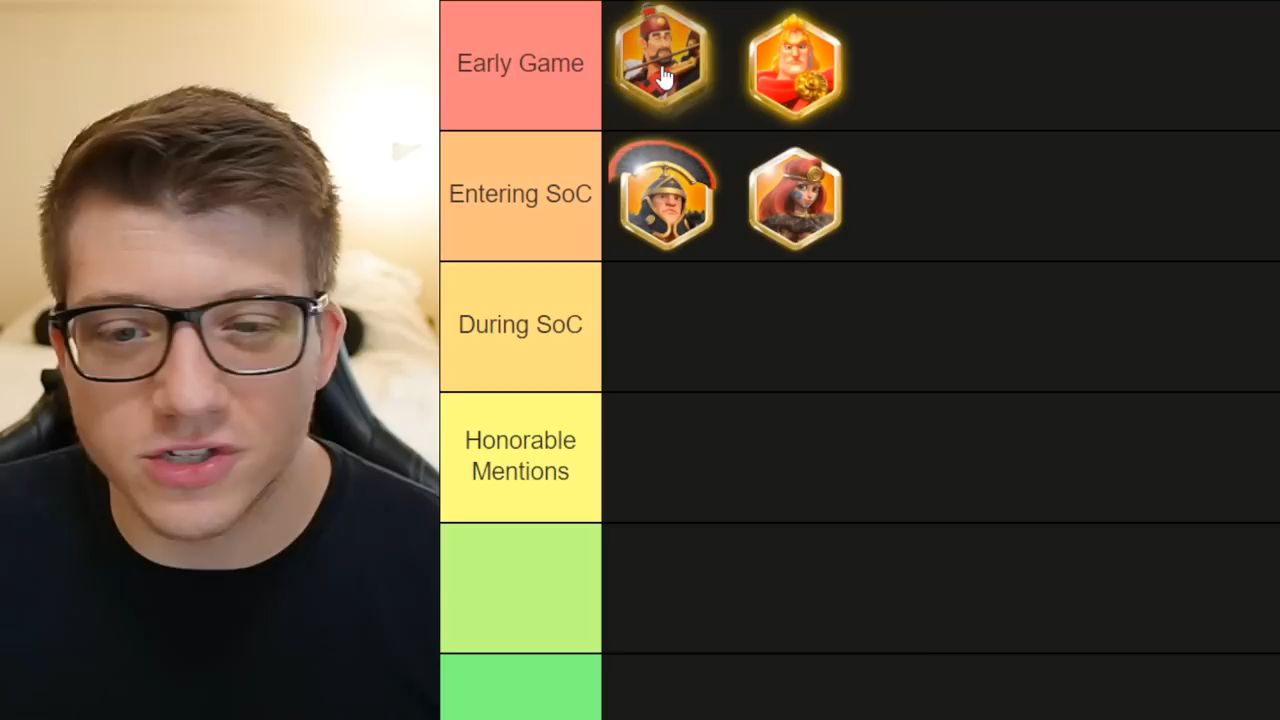 Early Game
Entering SoC
During SoC
Honorable
Mentions